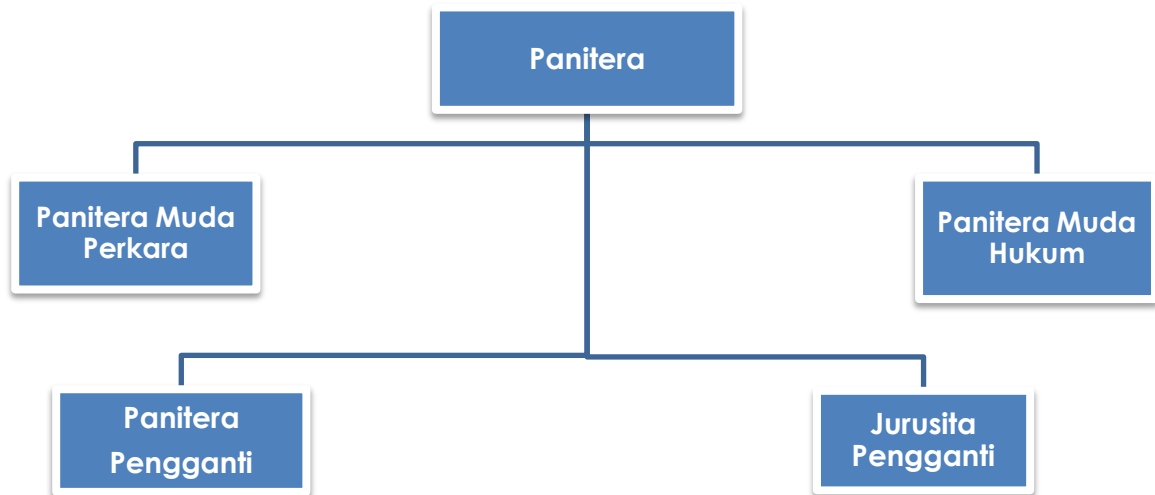 Panitera
Panitera Muda
Perkara
Panitera Muda
Hukum
Panitera
Pengganti
Jurusita
Pengganti